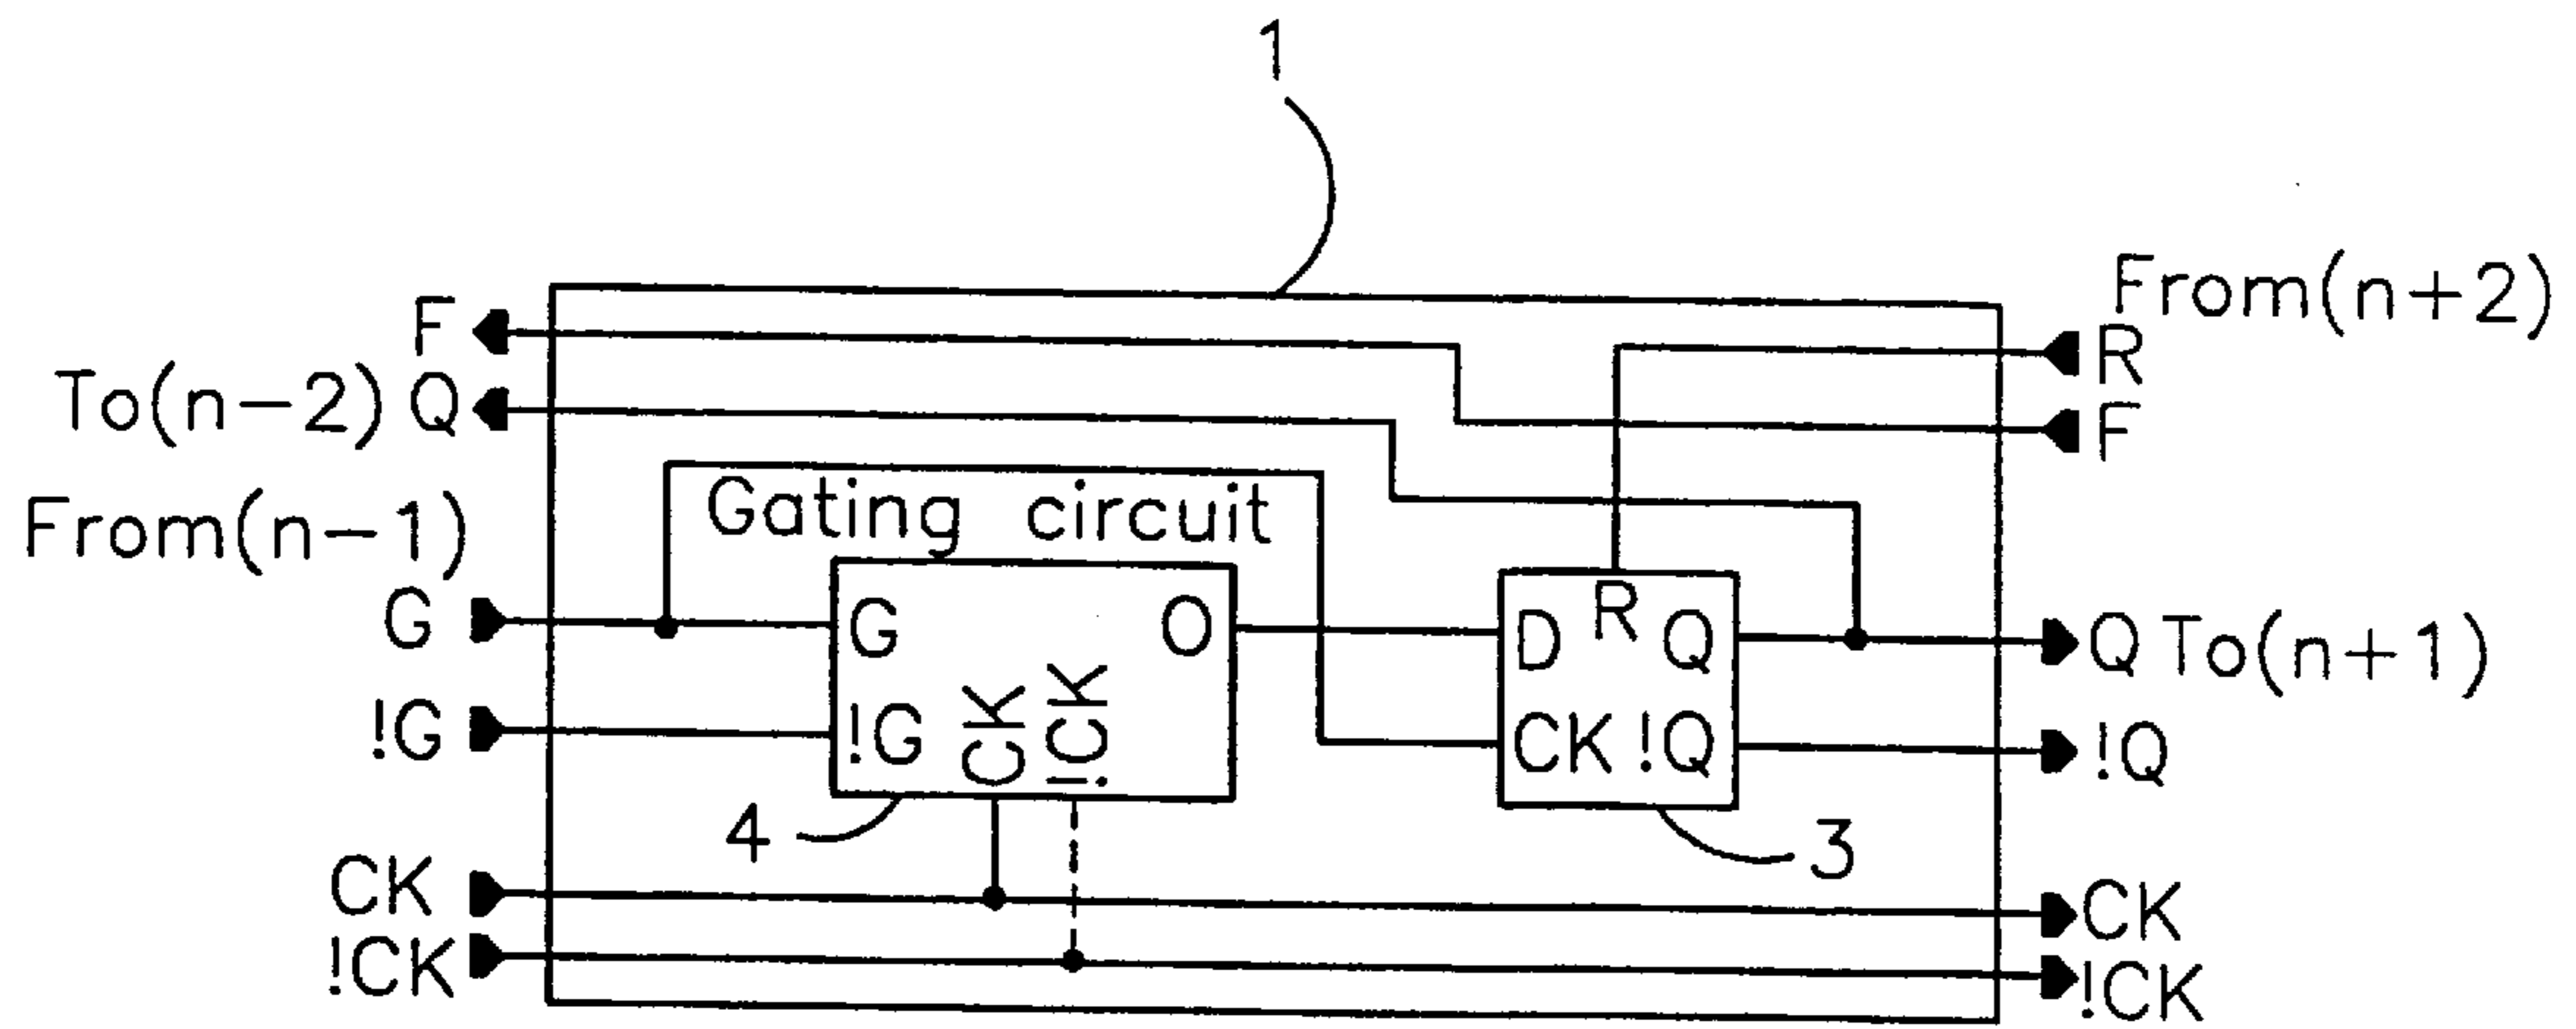 1
From(n+2)
F
R
To(n-2) Q
F
From(n-1)
Gating circuit
G
G
O
D
R
Q
Q To(n+1)
!G
!G
CK
!CK
CK
!Q
!Q
4
3
CK
CK
!CK
!CK